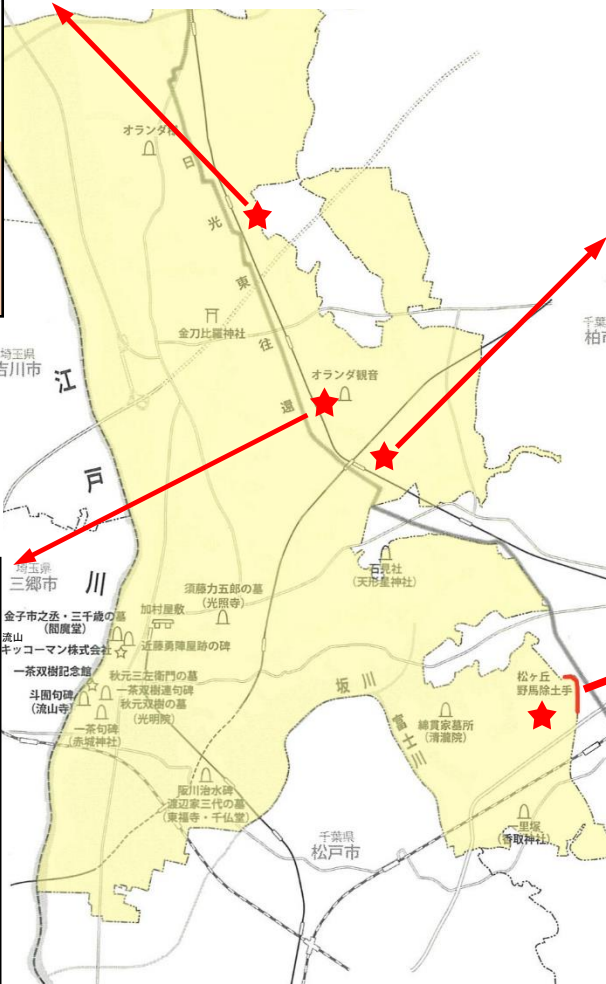 オランダ様
日光東往還
金刀比羅神社
千葉
柏市
埼玉県
吉川市
江戸川
オランダ観音
石見社
(天形星神社)
埼玉県
三郷市
須藤力五郎の墓
(光照寺)
加村屋敷
金子市之丞・三千歳の墓
(閻魔堂)
近藤勇陣屋跡の碑
流山
キッコーマン株式会社
一茶双樹記念館
秋元三左衛門の墓
一茶双樹連句碑
秋元双樹の墓
(光明院)
斗囿句碑
(流山寺)
一茶句碑
(赤城神社)
坂川
富士川
松ヶ丘
野馬除土手
綿貫家墓所
(清瀧院)
阪川治水碑
渡辺家三代の墓
(東福寺・千仏堂)
千葉県
松戸市
一里塚
(香取神社)